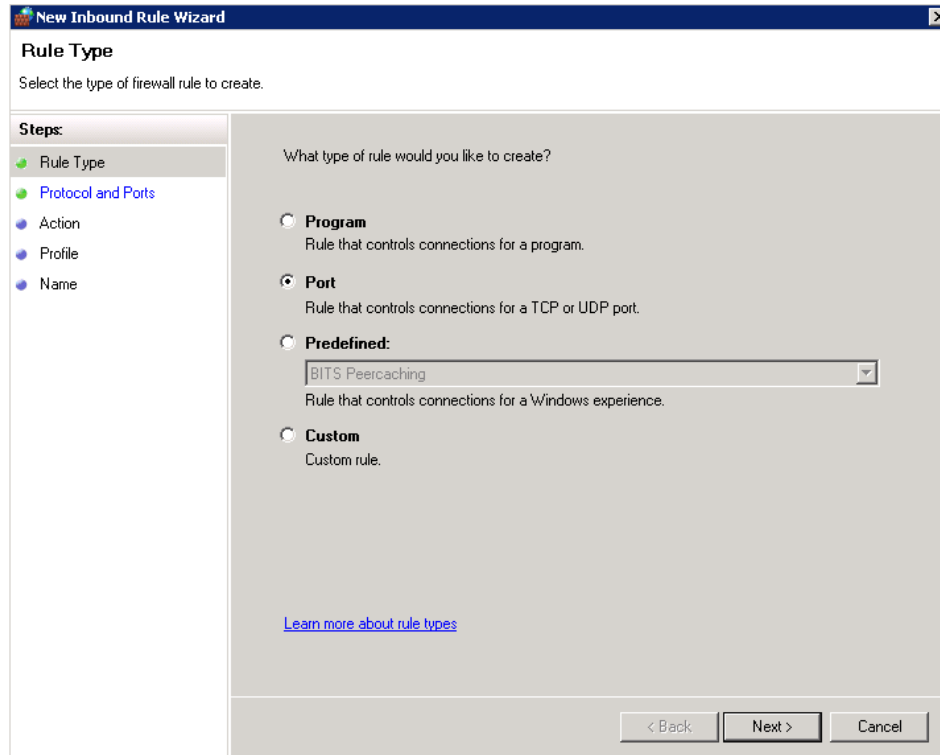 New Inbound Rule Wizard
Rule Type
Select the type of firewall rule to create.
Steps:
Rule Type
Protocol and Ports
Action
Profile
Name
What type of rule would you like to create?
Program
Rule that controls connections for a program.
Port
Rule that controls connections for a TCP or UDP port.
Predefined:
BITS Peercaching
Rule that controls connections for a Windows experience.
Custom
Custom rule.
Learn more about rule types
< Back Next > Cancel